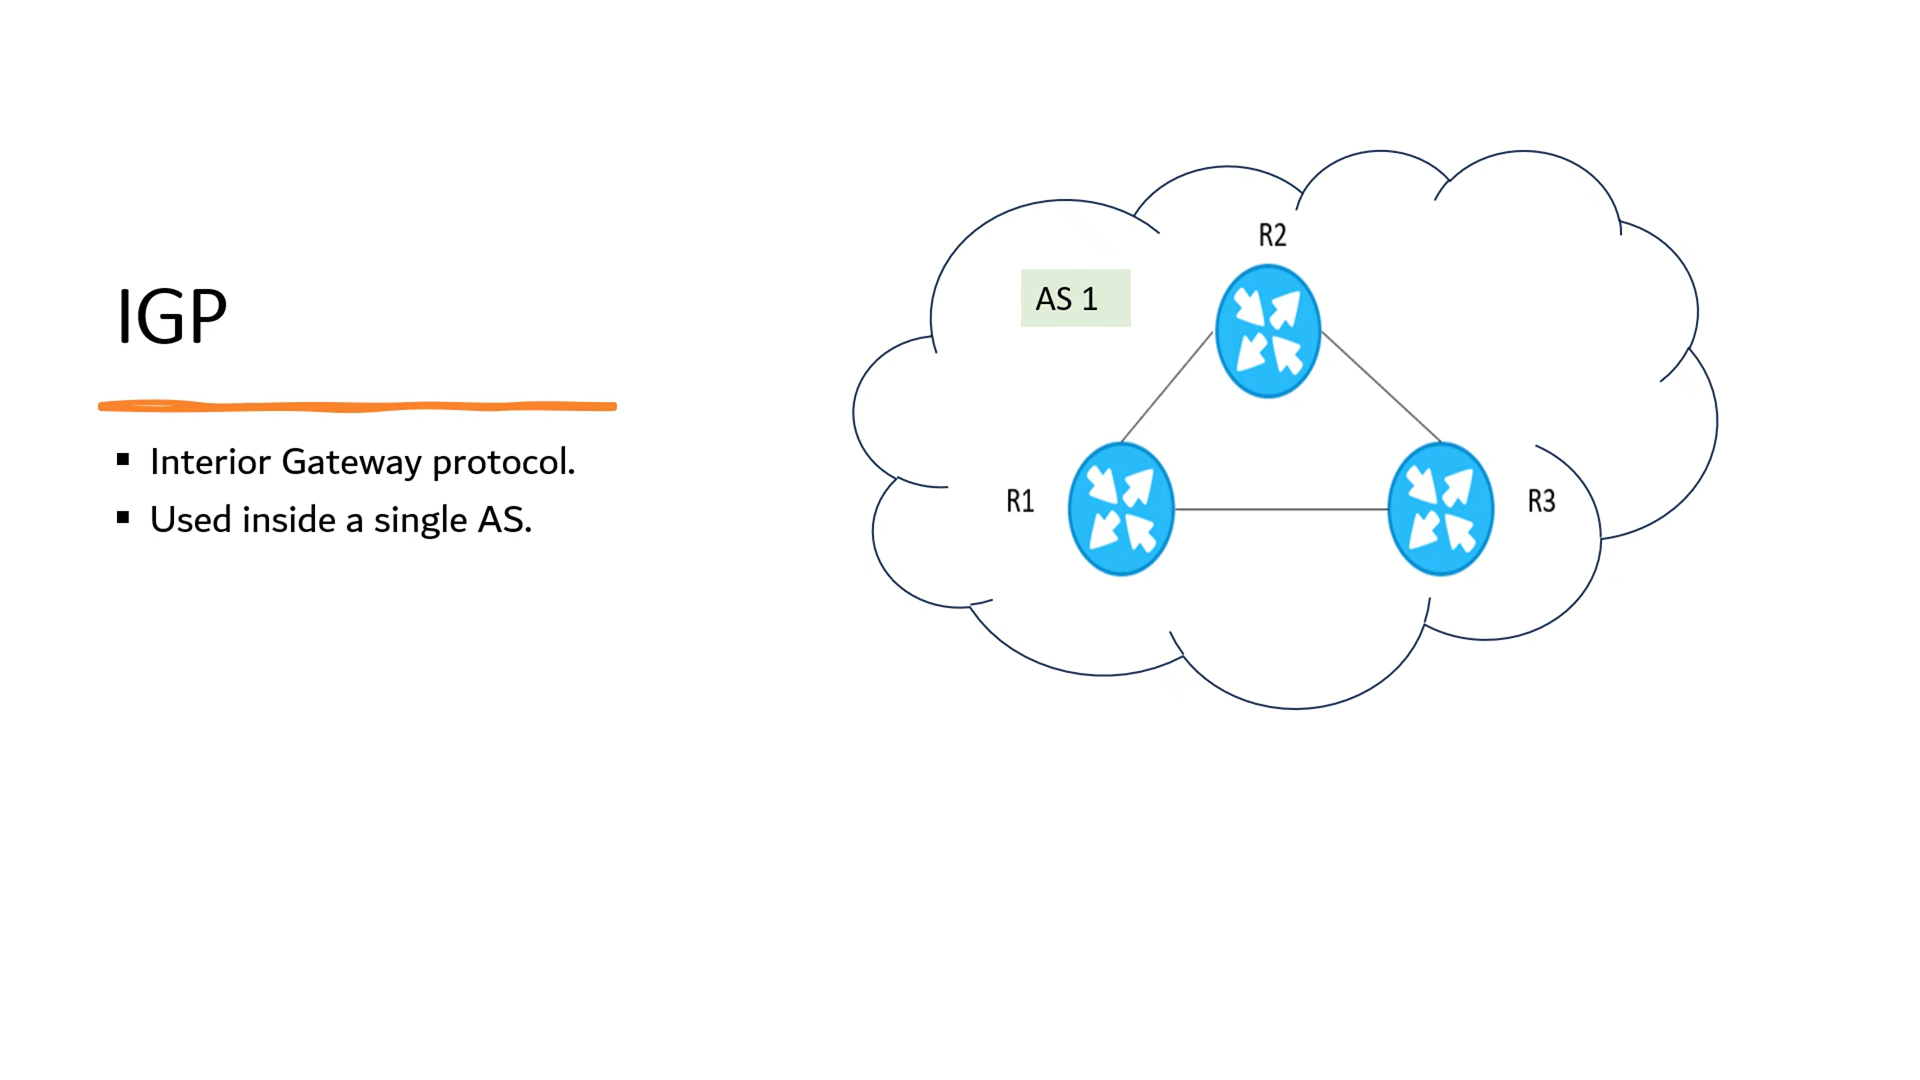 IGP
▪ Interior Gateway protocol.
▪ Used inside a single AS.
R2
AS 1
R1
R3